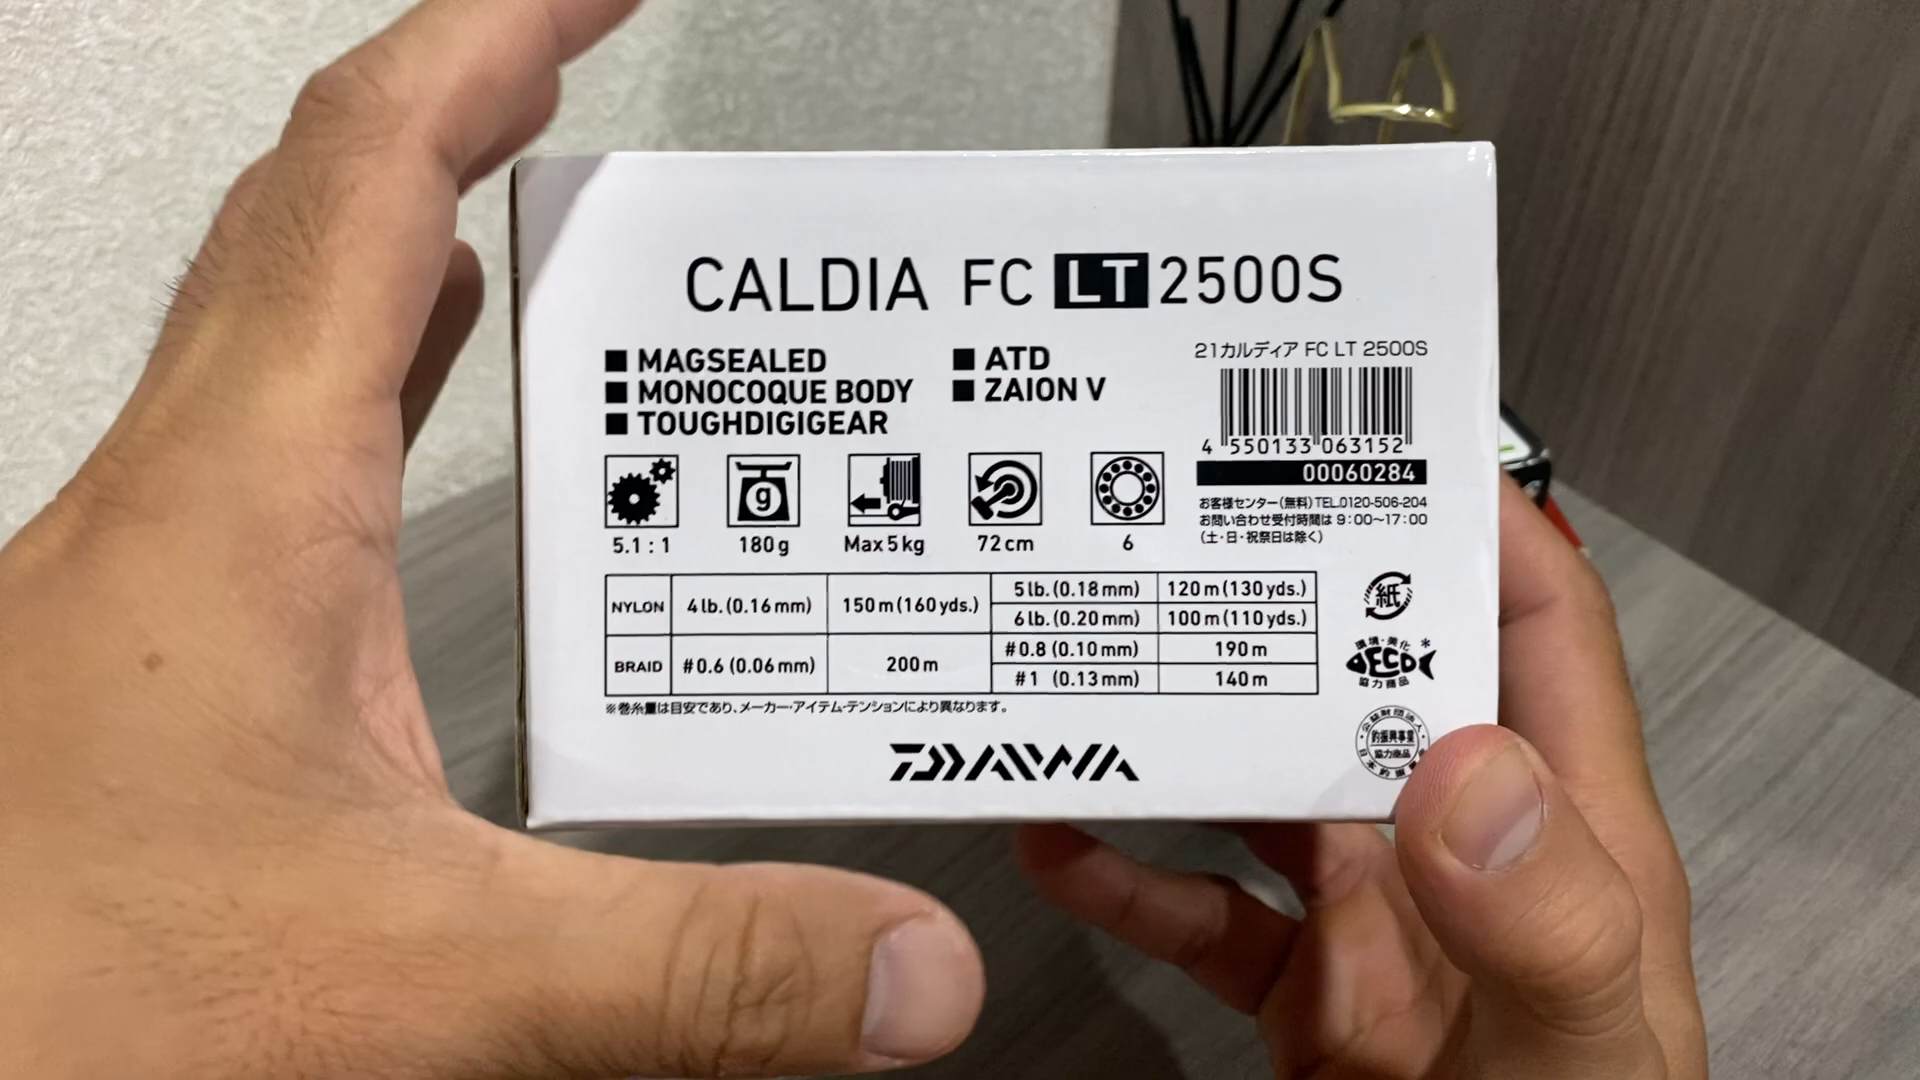 CALDIA FC LT 2500S
■ MAGSEALED
■ MONOCOQUE BODY
■ TOUGHDIGIGEAR
■ ATD
■ ZAION V
21カルディア FC LT 2500S
4 550133 063152
00060284
お客様センター(無料)TEL.0120-506-204
お問い合わせ受付時間は 9:00〜17:00
(土・日・祝祭日は除く)
g
5.1 : 1
180g
Max 5 kg
72cm
6
NYLON 4 lb. (0.16 mm) 150 m (160 yds.) 5 lb. (0.18 mm) 120 m (130 yds.)
6 lb. (0.20 mm) 100 m (110 yds.)
BRAID #0.6 (0.06 mm) 200 m #0.8 (0.10 mm) 190 m
#1 (0.13 mm) 140 m
※巻糸量は目安であり、メーカー・アイテム・テンションにより異なります。
紙
環境・美化
ECO
協力商品
公益財団法人
釣振興事業
協力商品
DAIWA